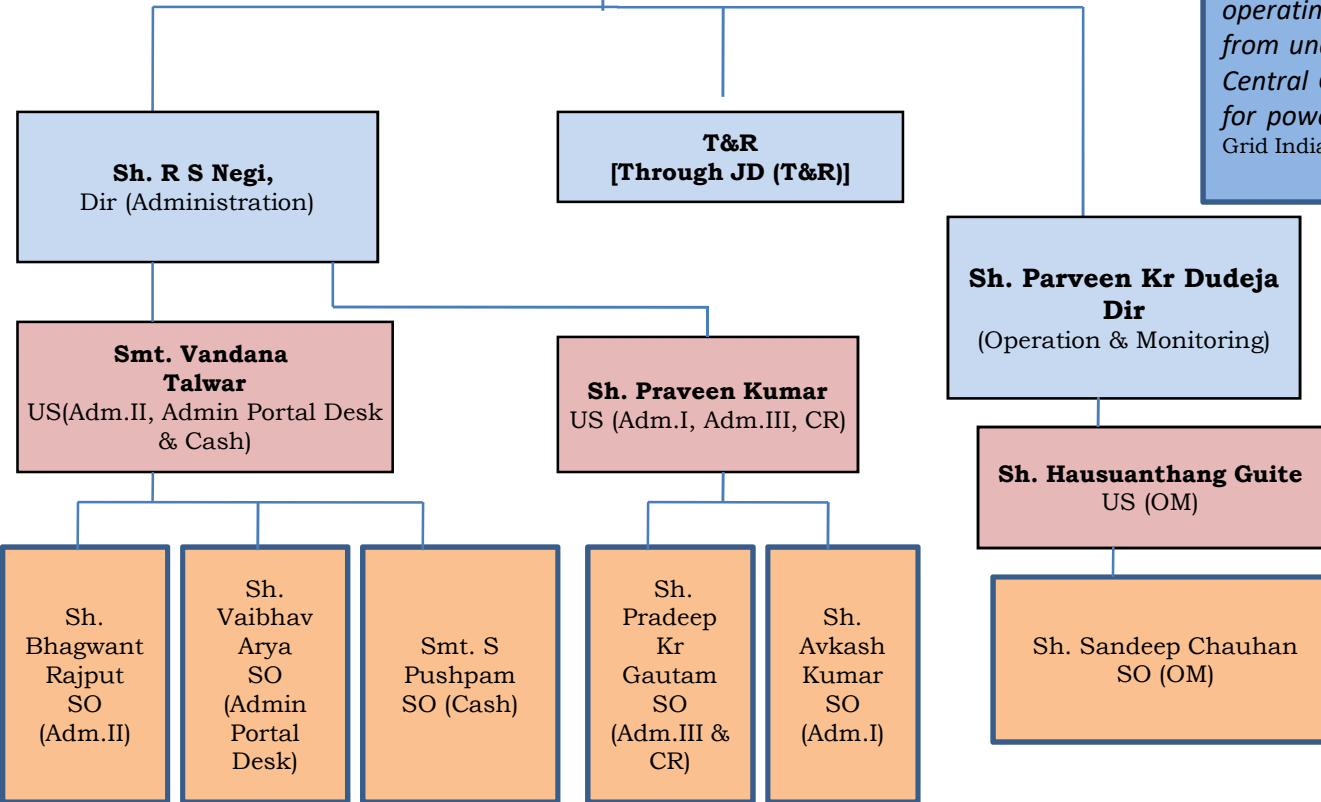 operatin
from un
Central
for powe
Grid India
Sh. R S Negi,
Dir (Administration)
T&R
[Through JD (T&R)]
Sh. Parveen Kr Dudeja
Dir
(Operation & Monitoring)
Smt. Vandana
Talwar
US(Adm.II, Admin Portal Desk
& Cash)
Sh. Praveen Kumar
US (Adm.I, Adm.III, CR)
Sh. Hausuanthang Guite
US (OM)
Sh.
Bhagwant
Rajput
SO
(Adm.II)
Sh.
Vaibhav
Arya
SO
(Admin
Portal
Desk)
Smt. S
Pushpam
SO (Cash)
Sh.
Pradeep
Kr
Gautam
SO
(Adm.III &
CR)
Sh.
Avkash
Kumar
SO
(Adm.I)
Sh. Sandeep Chauhan
SO (OM)